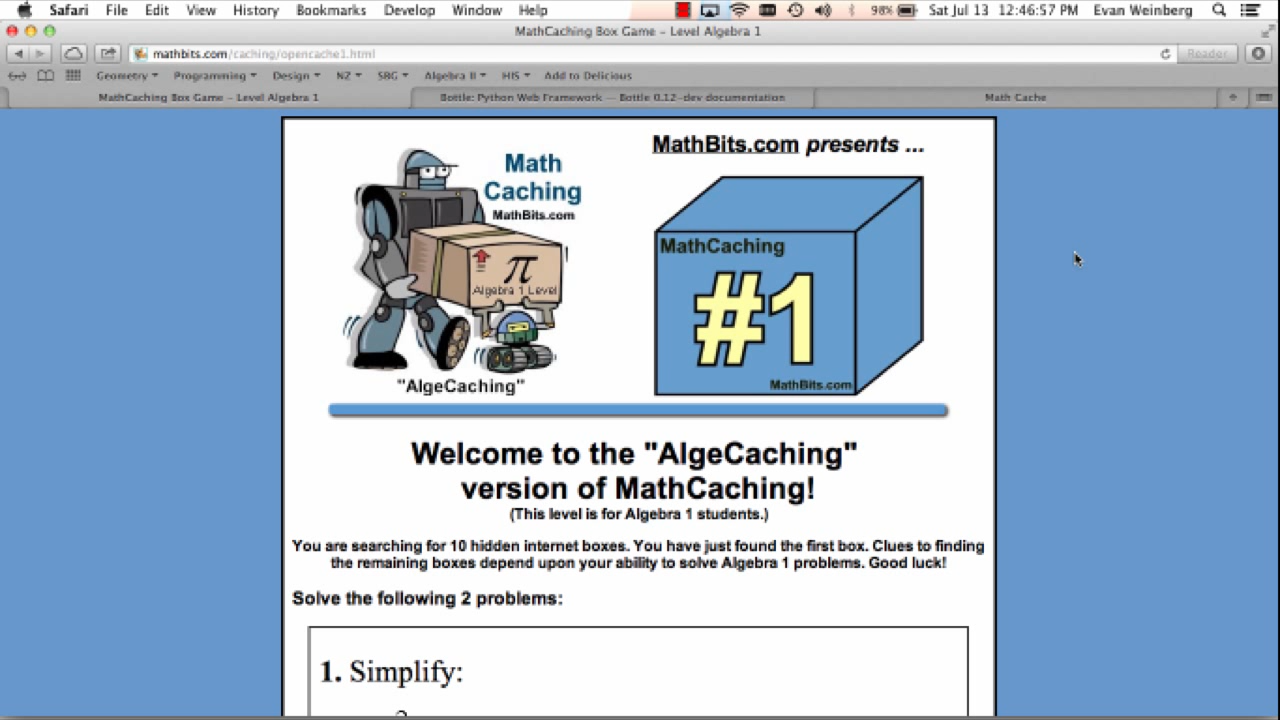 Safari File Edit View History Bookmarks Develop Window Help 98% Sat Jul 13 12:46:57 PM Evan Weinberg
MathCaching Box Game – Level Algebra 1
mathbits.com/caching/opencache1.html Reader
Geometry Programming Design NZ SBG Algebra II HIS Add to Delicious
MathCaching Box Game – Level Algebra 1 Bottle: Python Web Framework — Bottle 0.12-dev documentation Math Cache
MathBits.com presents ...
Math
Caching
MathBits.com
π
Algebra 1 Level
"AlgeCaching"
MathCaching
#1
MathBits.com
Welcome to the "AlgeCaching"
version of MathCaching!
(This level is for Algebra 1 students.)
You are searching for 10 hidden internet boxes. You have just found the first box. Clues to finding
the remaining boxes depend upon your ability to solve Algebra 1 problems. Good luck!
Solve the following 2 problems:
1. Simplify: